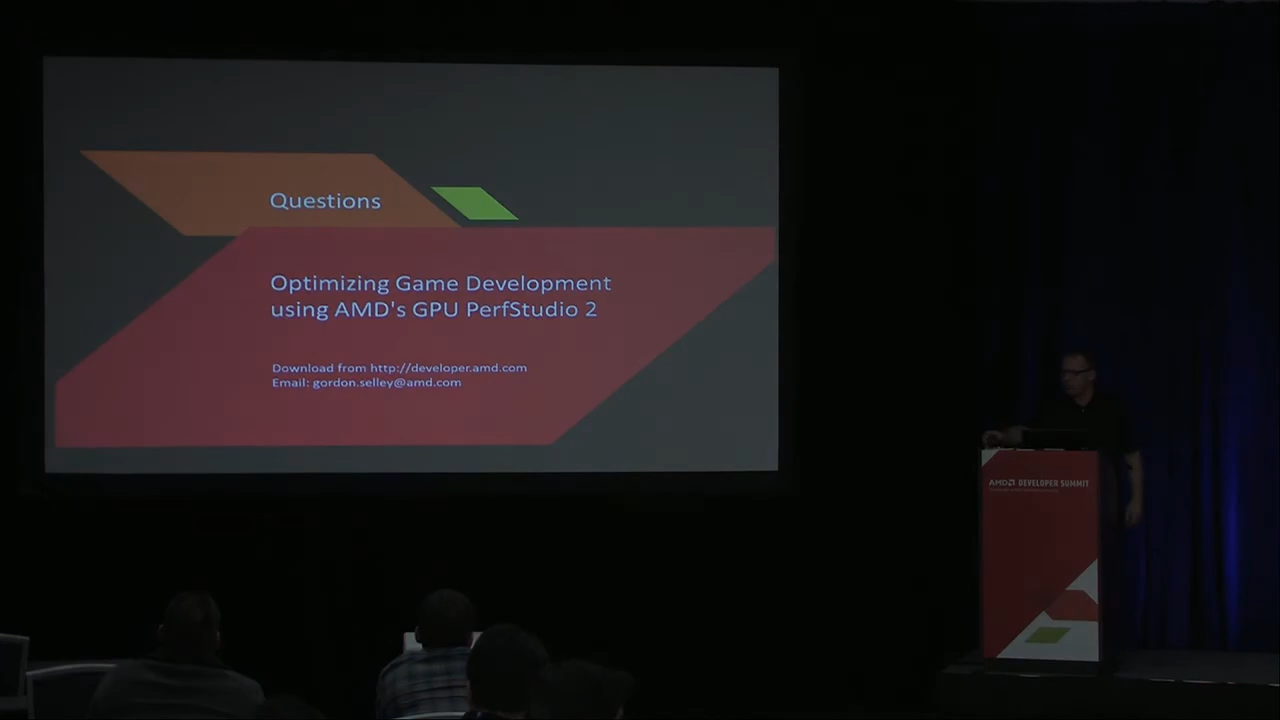 Questions
Optimizing Game Development
using AMD's GPU PerfStudio 2
Download from http://developer.amd.com
Email: gordon.selley@amd.com
AMD DEVELOPER SUMMIT